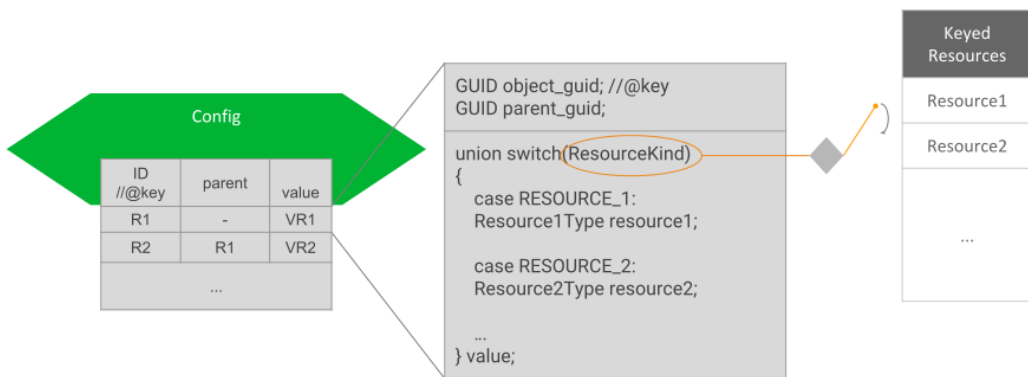 Config
ID
//@key
parent
value
R1
-
VR1
R2
R1
VR2
...
GUID object_guid; //@key
GUID parent_guid;
union switch(ResourceKind)
{
case RESOURCE_1:
Resource1Type resource1;
case RESOURCE_2:
Resource2Type resource2;
...
} value;
Keyed
Resources
Resource1
Resource2
...